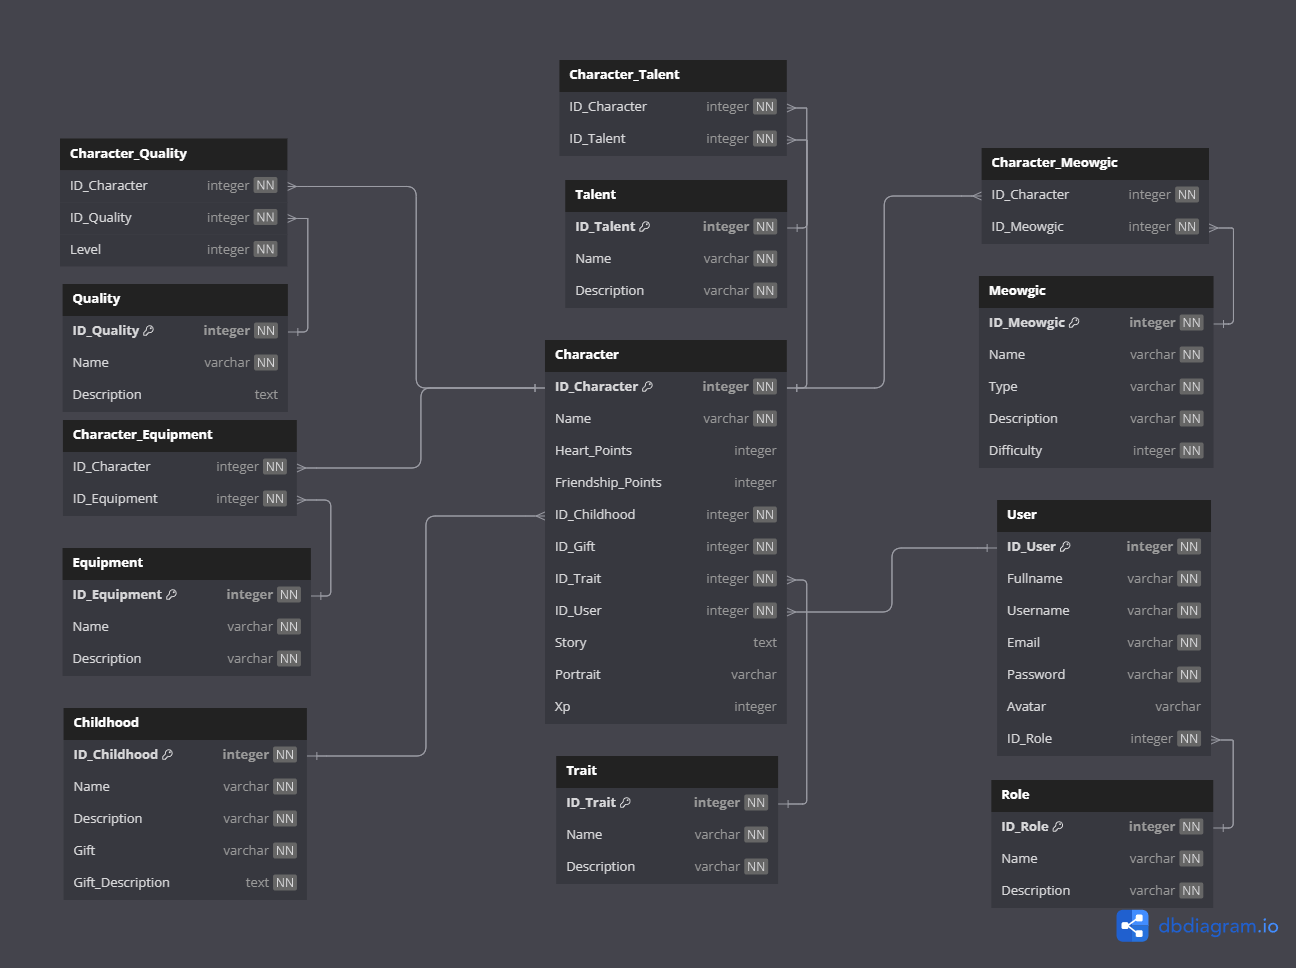 Character_Talent
ID_Character integer NN
ID_Talent integer NN
Character_Quality
ID_Character integer NN
ID_Quality integer NN
Level integer NN
Character_Meowgic
ID_Character integer NN
ID_Meowgic integer NN
Talent
ID_Talent integer NN
Name varchar NN
Description varchar NN
Quality
ID_Quality integer NN
Name varchar NN
Description text
Meowgic
ID_Meowgic integer NN
Name varchar NN
Type varchar NN
Description varchar NN
Difficulty integer NN
Character
ID_Character integer NN
Name varchar NN
Heart_Points integer
Friendship_Points integer
ID_Childhood integer NN
ID_Gift integer NN
ID_Trait integer NN
ID_User integer NN
Story text
Portrait varchar
Xp integer
Character_Equipment
ID_Character integer NN
ID_Equipment integer NN
User
ID_User integer NN
Fullname varchar NN
Username varchar NN
Email varchar NN
Password varchar NN
Avatar varchar
ID_Role integer NN
Equipment
ID_Equipment integer NN
Name varchar NN
Description varchar NN
Childhood
ID_Childhood integer NN
Name varchar NN
Description varchar NN
Gift varchar NN
Gift_Description text NN
Trait
ID_Trait integer NN
Name varchar NN
Description varchar NN
Role
ID_Role integer NN
Name varchar NN
Description varchar NN
dbdiagram.io